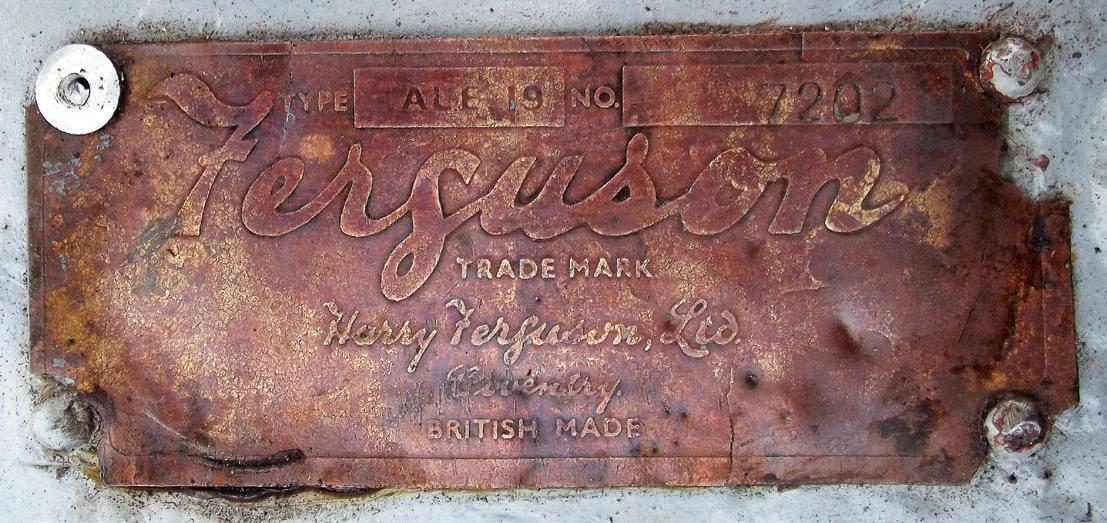 TYPE ALE 19 NO. 7202
Ferguson
TRADE MARK
Harry Ferguson, Ltd.
Coventry.
BRITISH MADE